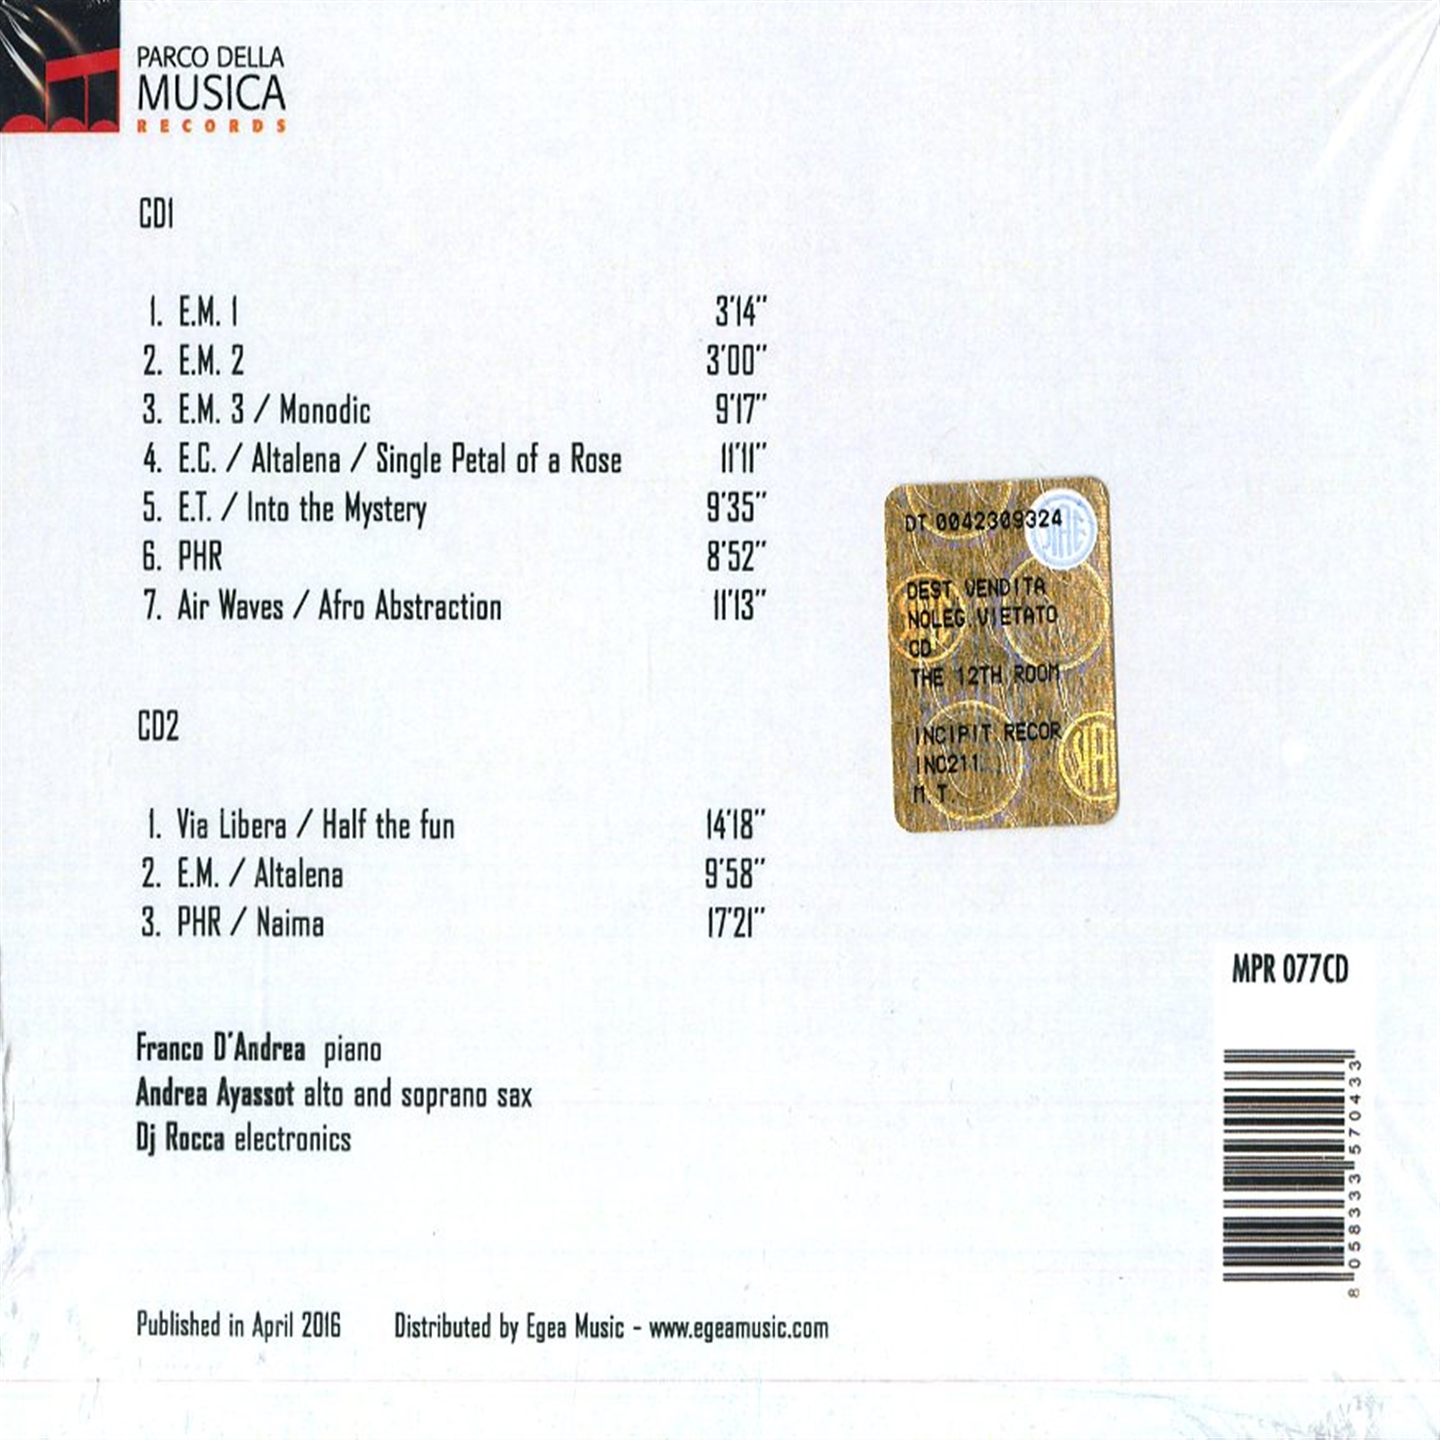 PARCO DELLA
MUSICA
RECORDS
CD1
1. E.M. 1 3'14''
2. E.M. 2 3'00''
3. E.M. 3 / Monodic 9'17''
4. E.C. / Altalena / Single Petal of a Rose 11'11''
5. E.T. / Into the Mystery 9'35''
6. PHR 8'52''
7. Air Waves / Afro Abstraction 11'13''
DT 0042309324
SIAE
DEST VENDITA
NOLEG.VIETATO
CD
THE 12TH ROOM
INCIPIT RECOR
INC211
M.T.
CD2
1. Via Libera / Half the fun 14'18''
2. E.M. / Altalena 9'58''
3. PHR / Naima 17'21''
MPR 077CD
8058333570433
Franco D'Andrea piano
Andrea Ayassot alto and soprano sax
Dj Rocca electronics
Published in April 2016 Distributed by Egea Music - www.egeamusic.com